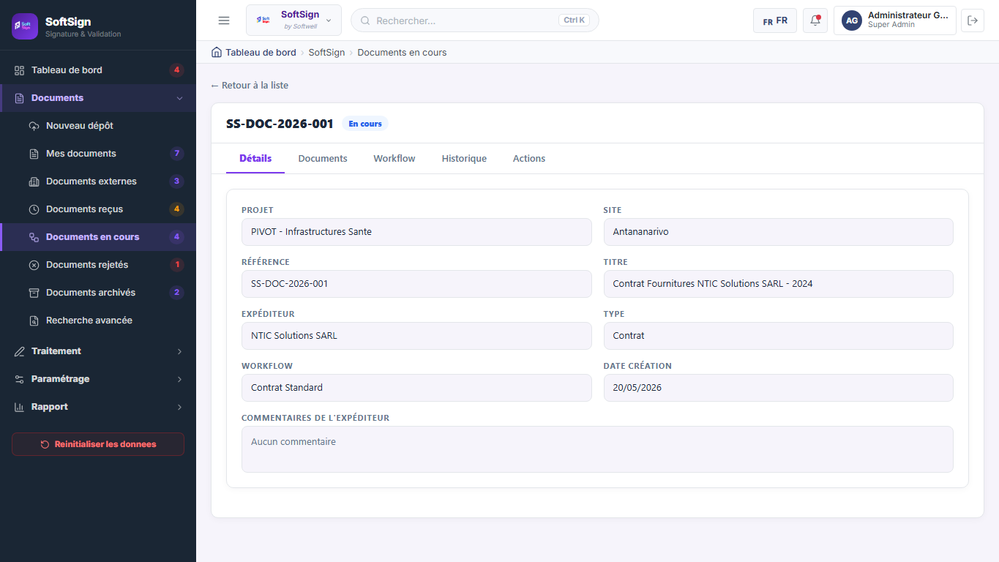 SoftSign
Signature & Validation
Tableau de bord 4
Documents
Nouveau dépôt
Mes documents 7
Documents externes 3
Documents reçus 4
Documents en cours 4
Documents rejetés 1
Documents archivés 2
Recherche avancée
Traitement
Paramétrage
Rapport
Reinitialiser les donnees
Soft Sign
SoftSign
by Softwell
Rechercher... Ctrl K
FR FR
AG
Administrateur G...
Super Admin
Tableau de bord › SoftSign › Documents en cours
← Retour à la liste
SS-DOC-2026-001 En cours
Détails Documents Workflow Historique Actions
PROJET
PIVOT - Infrastructures Sante
SITE
Antananarivo
RÉFÉRENCE
SS-DOC-2026-001
TITRE
Contrat Fournitures NTIC Solutions SARL - 2024
EXPÉDITEUR
NTIC Solutions SARL
TYPE
Contrat
WORKFLOW
Contrat Standard
DATE CRÉATION
20/05/2026
COMMENTAIRES DE L'EXPÉDITEUR
Aucun commentaire